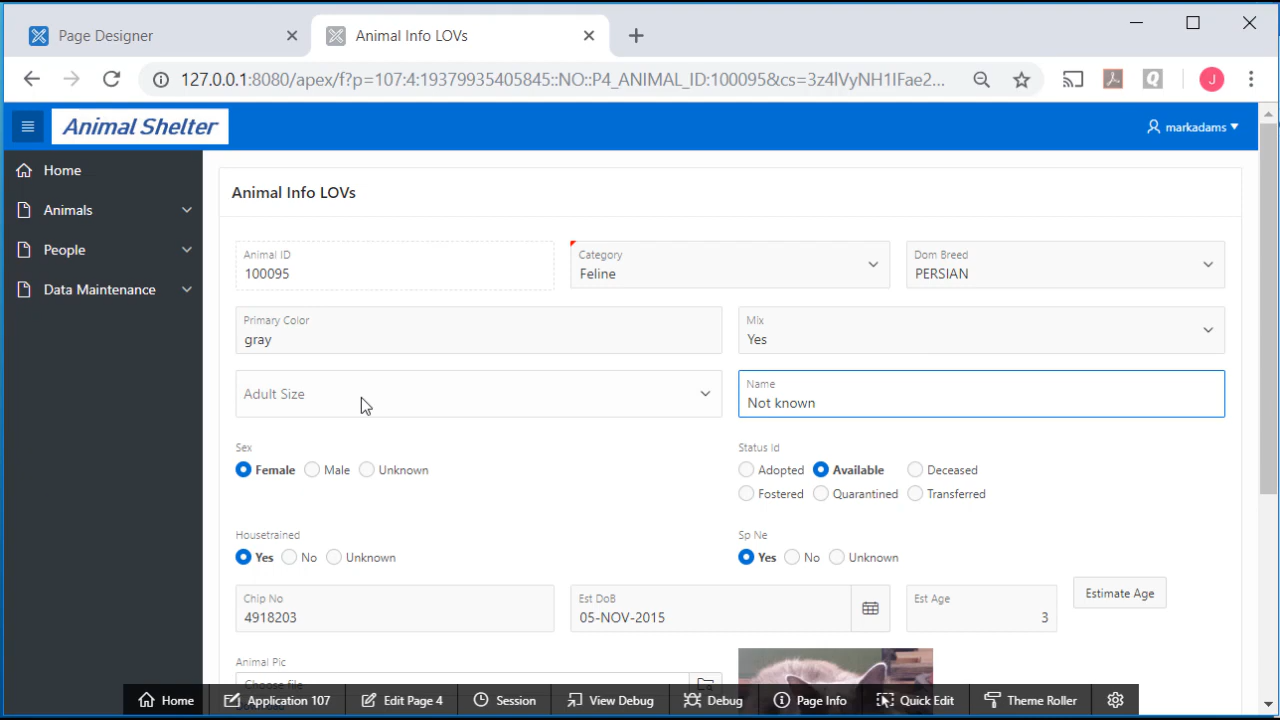 Page Designer
Animal Info LOVs
127.0.0.1:8080/apex/f?p=107:4:19379935405845::NO::P4_ANIMAL_ID:100095&cs=3z4lVyNH1IFae2...
J
Animal Shelter
markadams
Home
Animals
People
Data Maintenance
Animal Info LOVs
Animal ID
100095
Category
Feline
Dom Breed
PERSIAN
Primary Color
gray
Mix
Yes
Adult Size
Name
Not known
Sex
Female Male Unknown
Status Id
Adopted Available Deceased
Fostered Quarantined Transferred
Housetrained
Yes No Unknown
Sp Ne
Yes No Unknown
Chip No
4918203
Est DoB
05-NOV-2015
Est Age
3
Estimate Age
Animal Pic
Choose file
Home Application 107 Edit Page 4 Session View Debug Debug Page Info Quick Edit Theme Roller